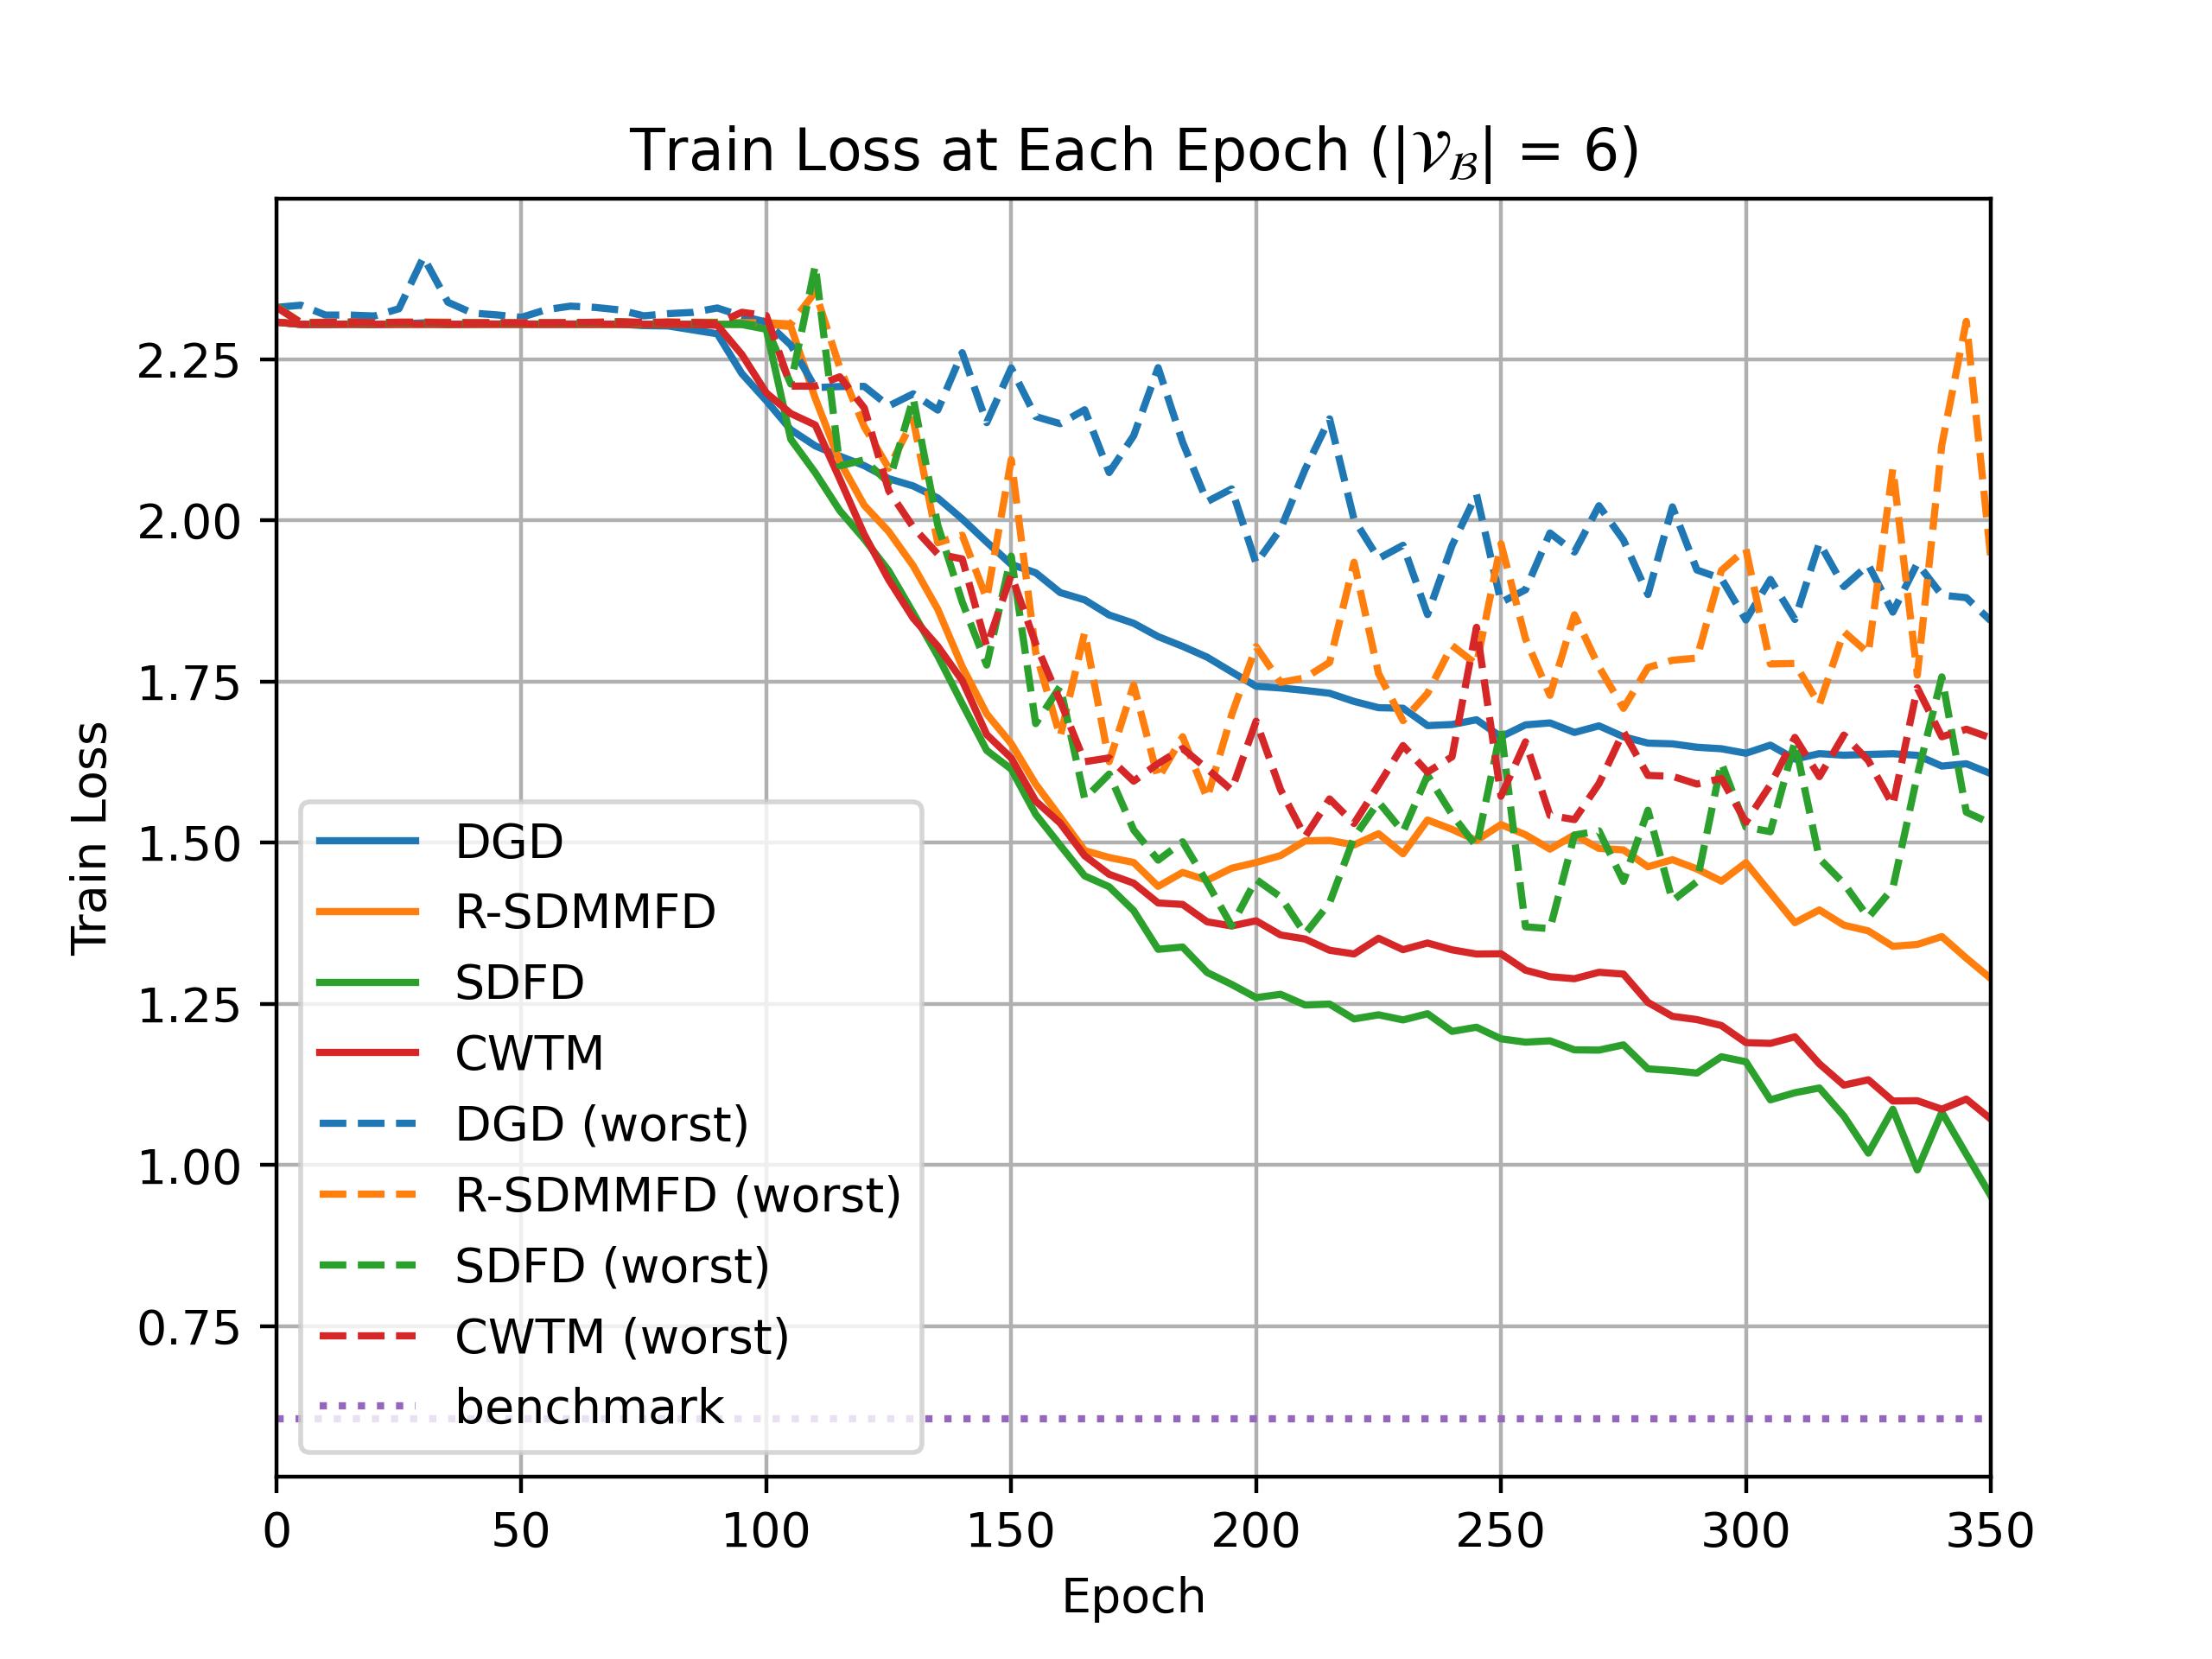 Train Loss at Each Epoch (|𝒱_ℬ| = 6)
Train Loss
2.25
2.00
1.75
1.50
1.25
1.00
0.75
DGD
R-SDMMFD
SDFD
CWTM
DGD (worst)
R-SDMMFD (worst)
SDFD (worst)
CWTM (worst)
benchmark
0 50 100 150 200 250 300 350
Epoch